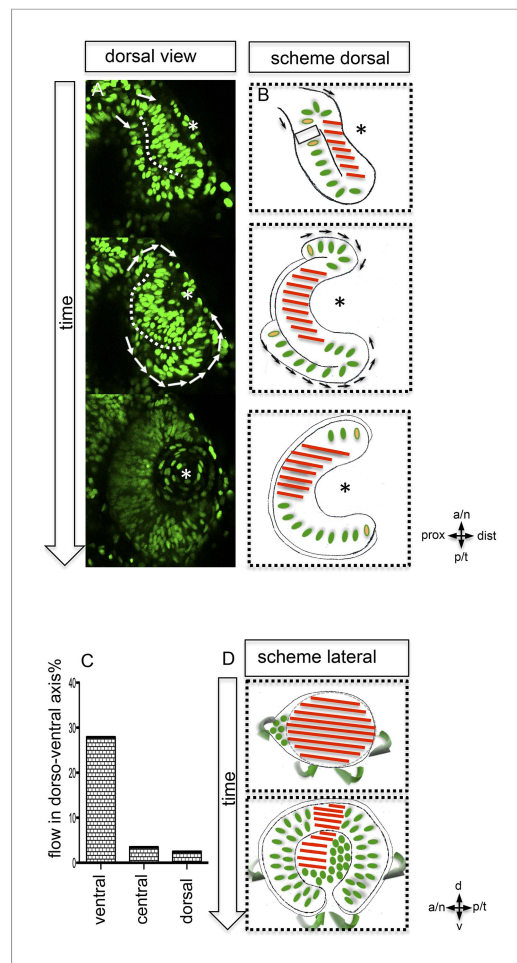 dorsal view
scheme dorsal
A
B
*
*
time
*
*
*
*
a/n
prox
dist
p/t
C
D
scheme lateral
flow in dorso-ventral axis%
40
30
20
10
0
ventral
central
dorsal
time
d
a/n
p/t
v